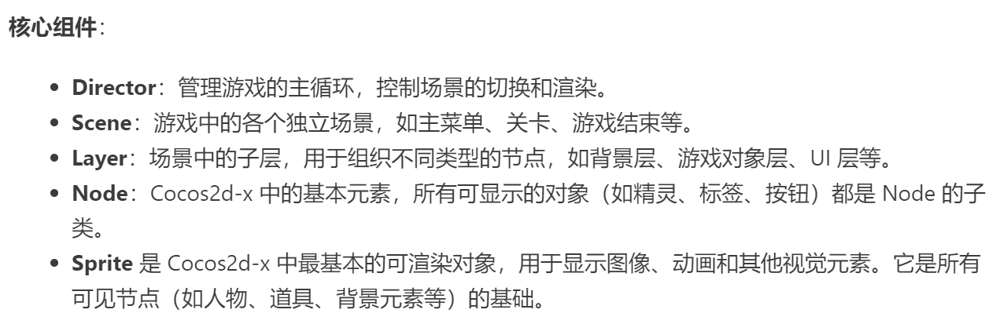 核心组件：
Director：管理游戏的主循环，控制场景的切换和渲染。
Scene：游戏中的各个独立场景，如主菜单、关卡、游戏结束等。
Layer：场景中的子层，用于组织不同类型的节点，如背景层、游戏对象层、UI 层等。
Node：Cocos2d-x 中的基本元素，所有可显示的对象（如精灵、标签、按钮）都是 Node 的子
类。
Sprite 是 Cocos2d-x 中最基本的可渲染对象，用于显示图像、动画和其他视觉元素。它是所有
可见节点（如人物、道具、背景元素等）的基础。